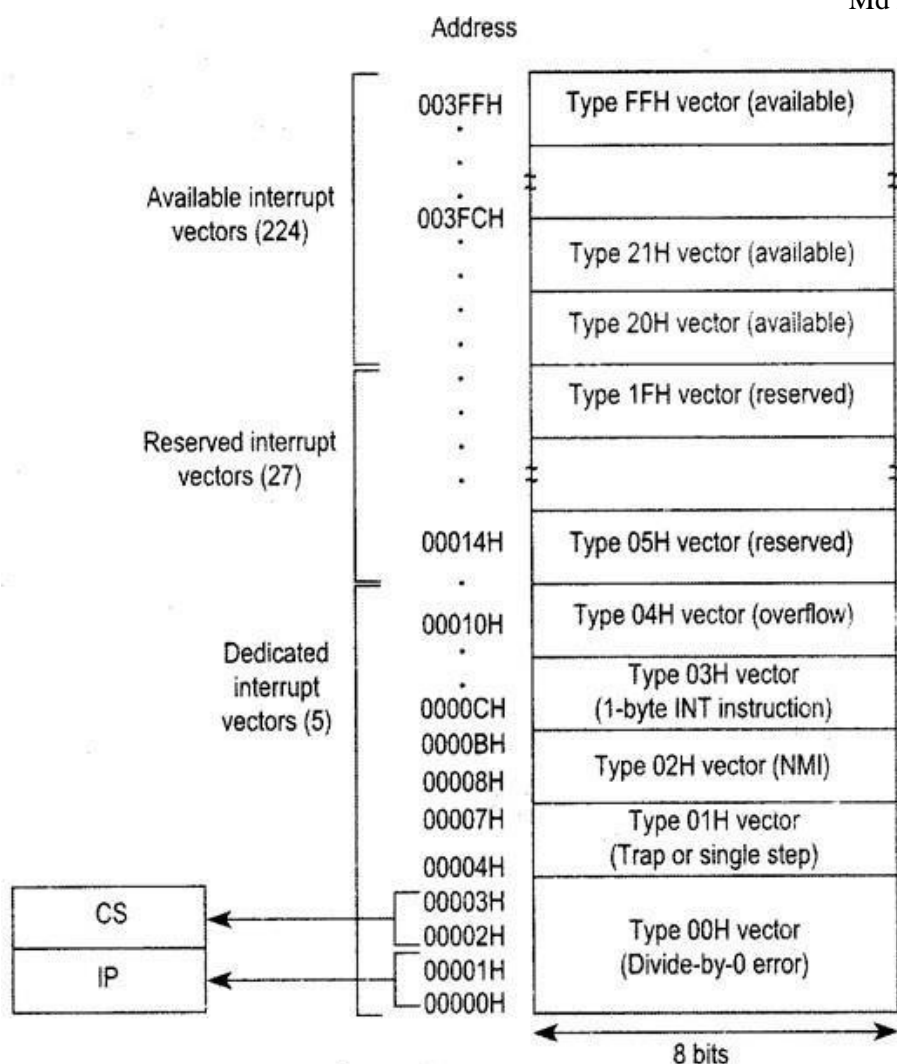 Md
Address
003FFH
Type FFH vector (available)
Available interrupt
vectors (224)
003FCH
Type 21H vector (available)
Type 20H vector (available)
Type 1FH vector (reserved)
Reserved interrupt
vectors (27)
00014H
Type 05H vector (reserved)
00010H
Type 04H vector (overflow)
Dedicated
interrupt
vectors (5)
Type 03H vector
(1-byte INT instruction)
0000CH
0000BH
Type 02H vector (NMI)
00008H
00007H
Type 01H vector
(Trap or single step)
00004H
CS
00003H
00002H
Type 00H vector
(Divide-by-0 error)
IP
00001H
00000H
8 bits